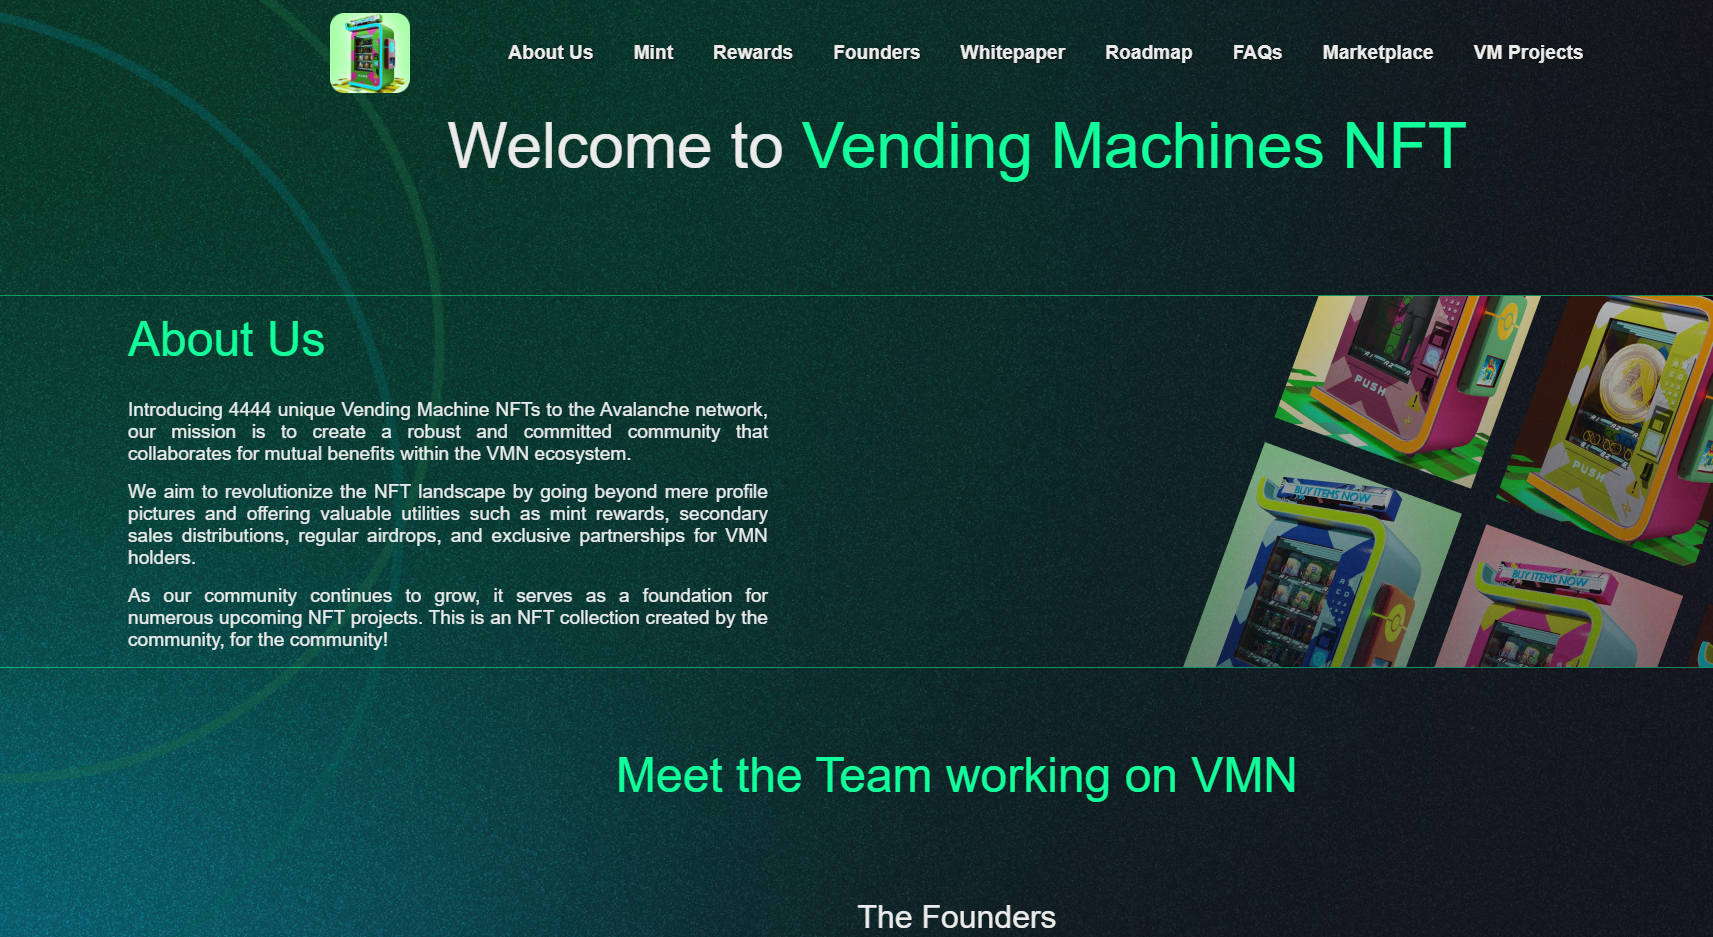 About Us Mint Rewards Founders Whitepaper Roadmap FAQs Marketplace VM Projects
Welcome to Vending Machines NFT
About Us
Introducing 4444 unique Vending Machine NFTs to the Avalanche network,
our mission is to create a robust and committed community that
collaborates for mutual benefits within the VMN ecosystem.
We aim to revolutionize the NFT landscape by going beyond mere profile
pictures and offering valuable utilities such as mint rewards, secondary
sales distributions, regular airdrops, and exclusive partnerships for VMN
holders.
As our community continues to grow, it serves as a foundation for
numerous upcoming NFT projects. This is an NFT collection created by the
community, for the community!
PUSH
PUSH
BUY ITEMS NOW
BUY ITEMS NOW
Meet the Team working on VMN
The Founders